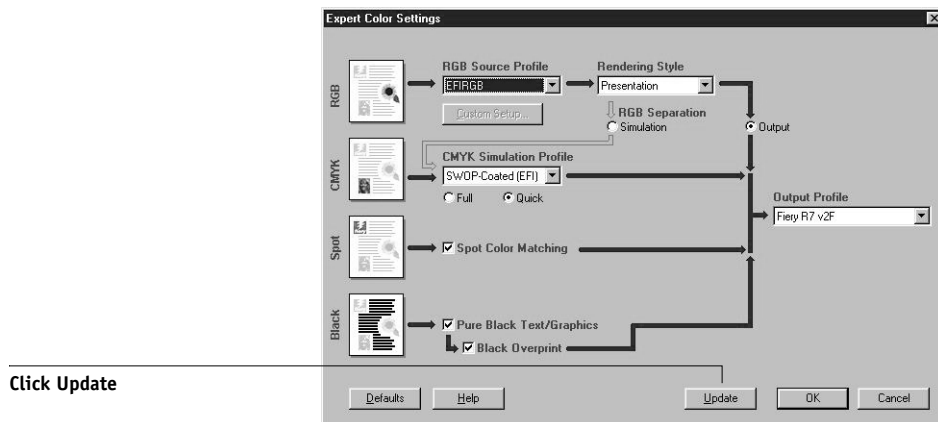 Expert Color Settings
RGB
RGB Source Profile
EFIRGB
Custom Setup...
Rendering Style
Presentation
RGB Separation
Simulation
Output
CMYK
CMYK Simulation Profile
SWOP-Coated (EFI)
Full
Quick
Output Profile
Fiery R7 v2F
Spot
Spot Color Matching
Black
Pure Black Text/Graphics
Black Overprint
Click Update
Defaults
Help
Update
OK
Cancel